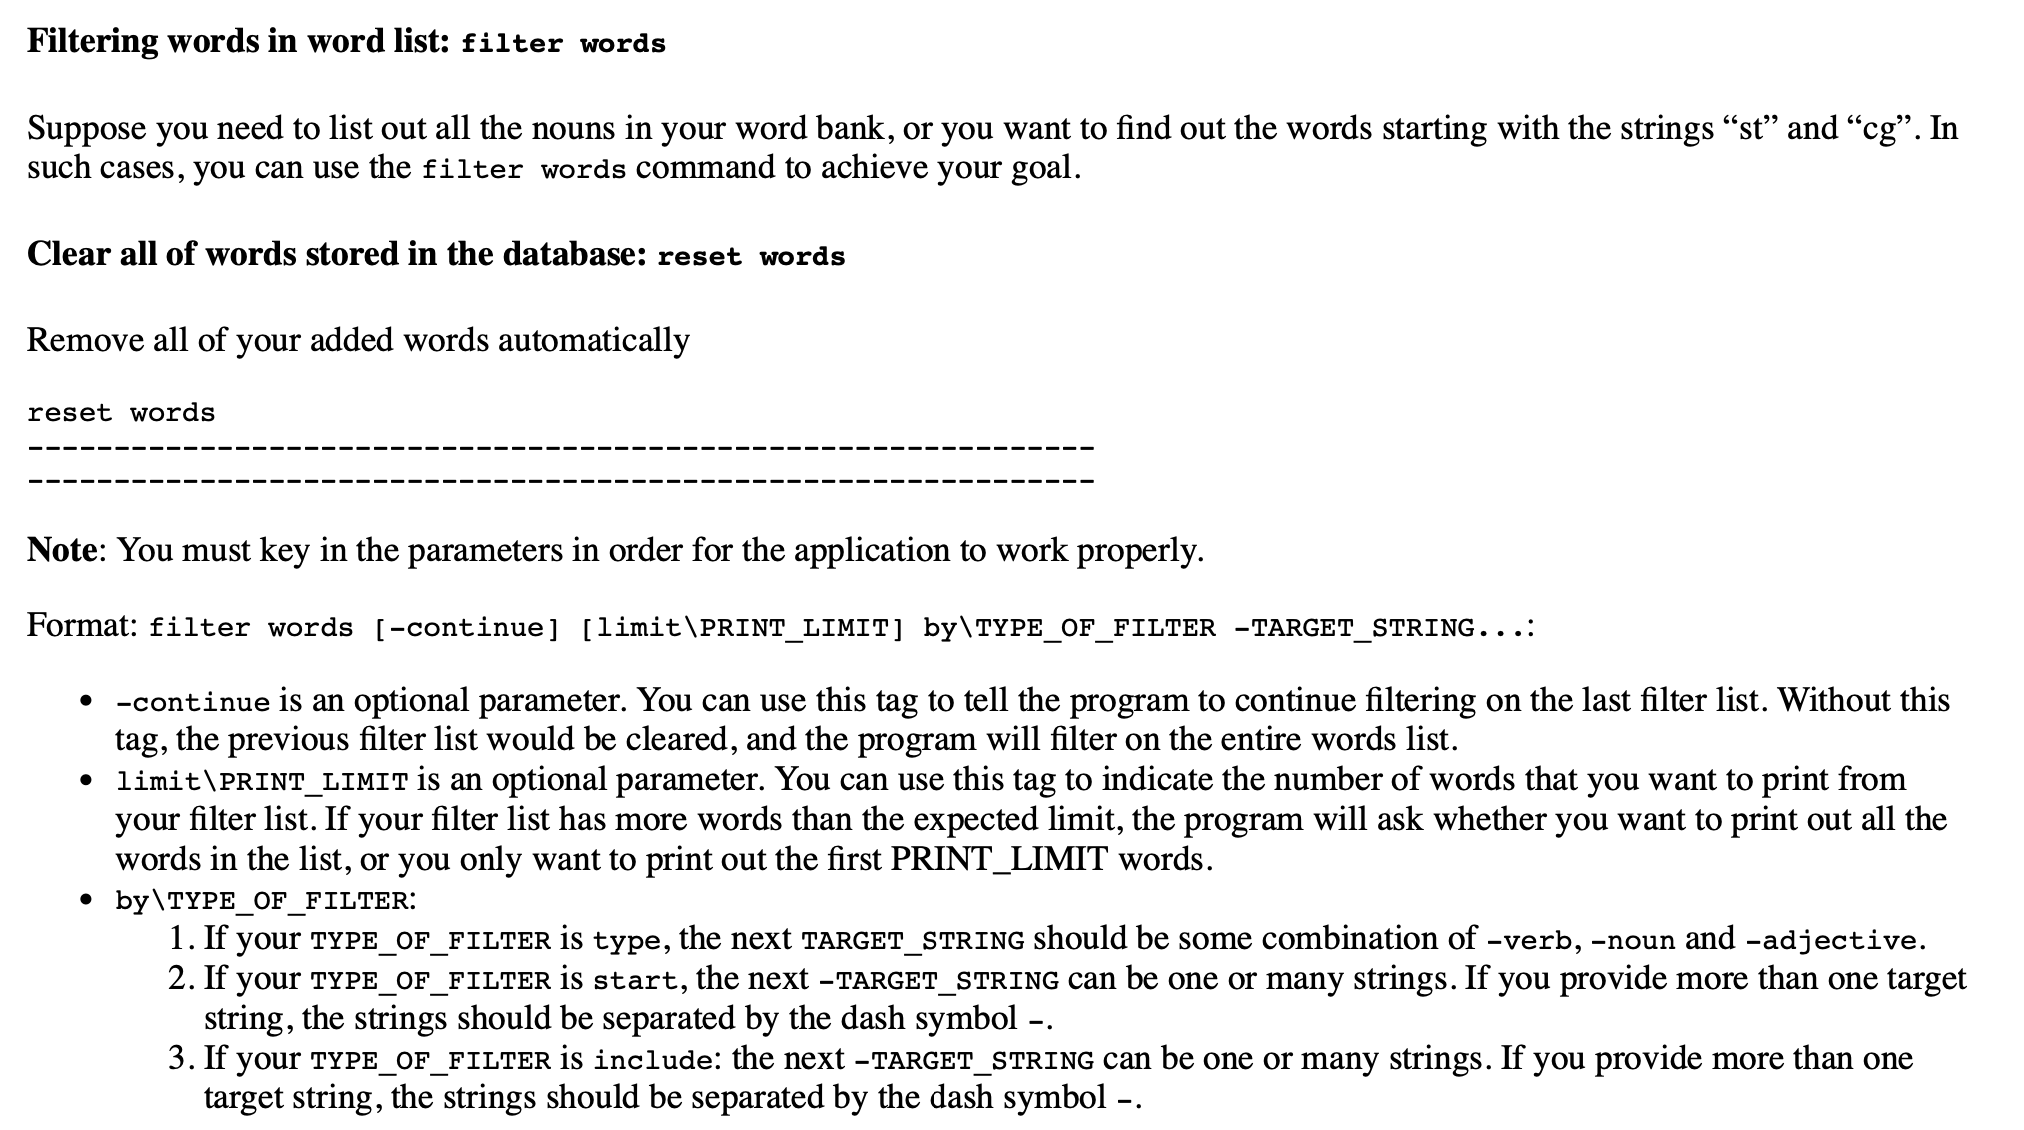 Filtering words in word list: filter words
Suppose you need to list out all the nouns in your word bank, or you want to find out the words starting with the strings “st” and “cg”. In
such cases, you can use the filter words command to achieve your goal.
Clear all of words stored in the database: reset words
Remove all of your added words automatically
reset words
--------------------------------------------------------------
--------------------------------------------------------------
Note: You must key in the parameters in order for the application to work properly.
Format: filter words [-continue] [limit\PRINT_LIMIT] by\TYPE_OF_FILTER -TARGET_STRING...:
• -continue is an optional parameter. You can use this tag to tell the program to continue filtering on the last filter list. Without this
tag, the previous filter list would be cleared, and the program will filter on the entire words list.
• limit\PRINT_LIMIT is an optional parameter. You can use this tag to indicate the number of words that you want to print from
your filter list. If your filter list has more words than the expected limit, the program will ask whether you want to print out all the
words in the list, or you only want to print out the first PRINT_LIMIT words.
• by\TYPE_OF_FILTER:
1. If your TYPE_OF_FILTER is type, the next TARGET_STRING should be some combination of -verb, -noun and -adjective.
2. If your TYPE_OF_FILTER is start, the next -TARGET_STRING can be one or many strings. If you provide more than one target
string, the strings should be separated by the dash symbol -.
3. If your TYPE_OF_FILTER is include: the next -TARGET_STRING can be one or many strings. If you provide more than one
target string, the strings should be separated by the dash symbol -.